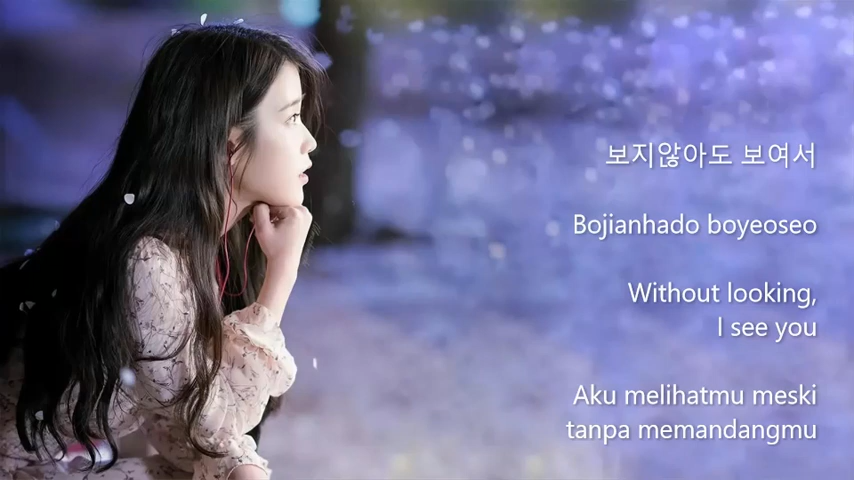 보지않아도 보여서
Bojianhado boyeoseo
Without looking,
I see you
Aku melihatmu meski
tanpa memandangmu